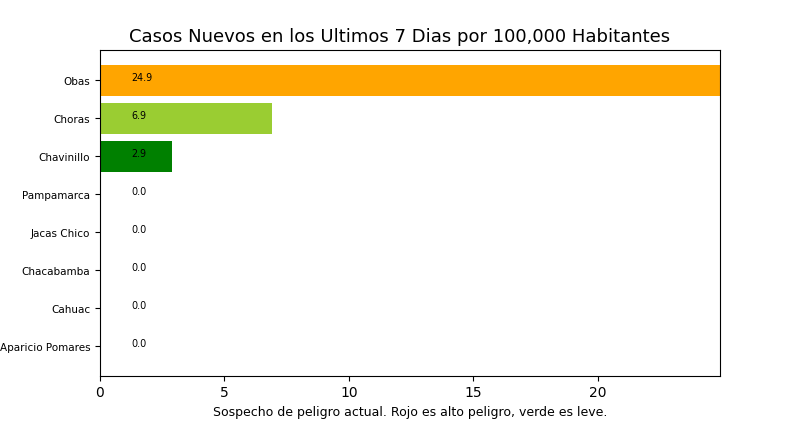 Casos Nuevos en los Ultimos 7 Dias por 100,000 Habitantes
Obas 24.9
Choras 6.9
Chavinillo 2.9
Pampamarca 0.0
Jacas Chico 0.0
Chacabamba 0.0
Cahuac 0.0
Aparicio Pomares 0.0
0 5 10 15 20
Sospecho de peligro actual. Rojo es alto peligro, verde es leve.